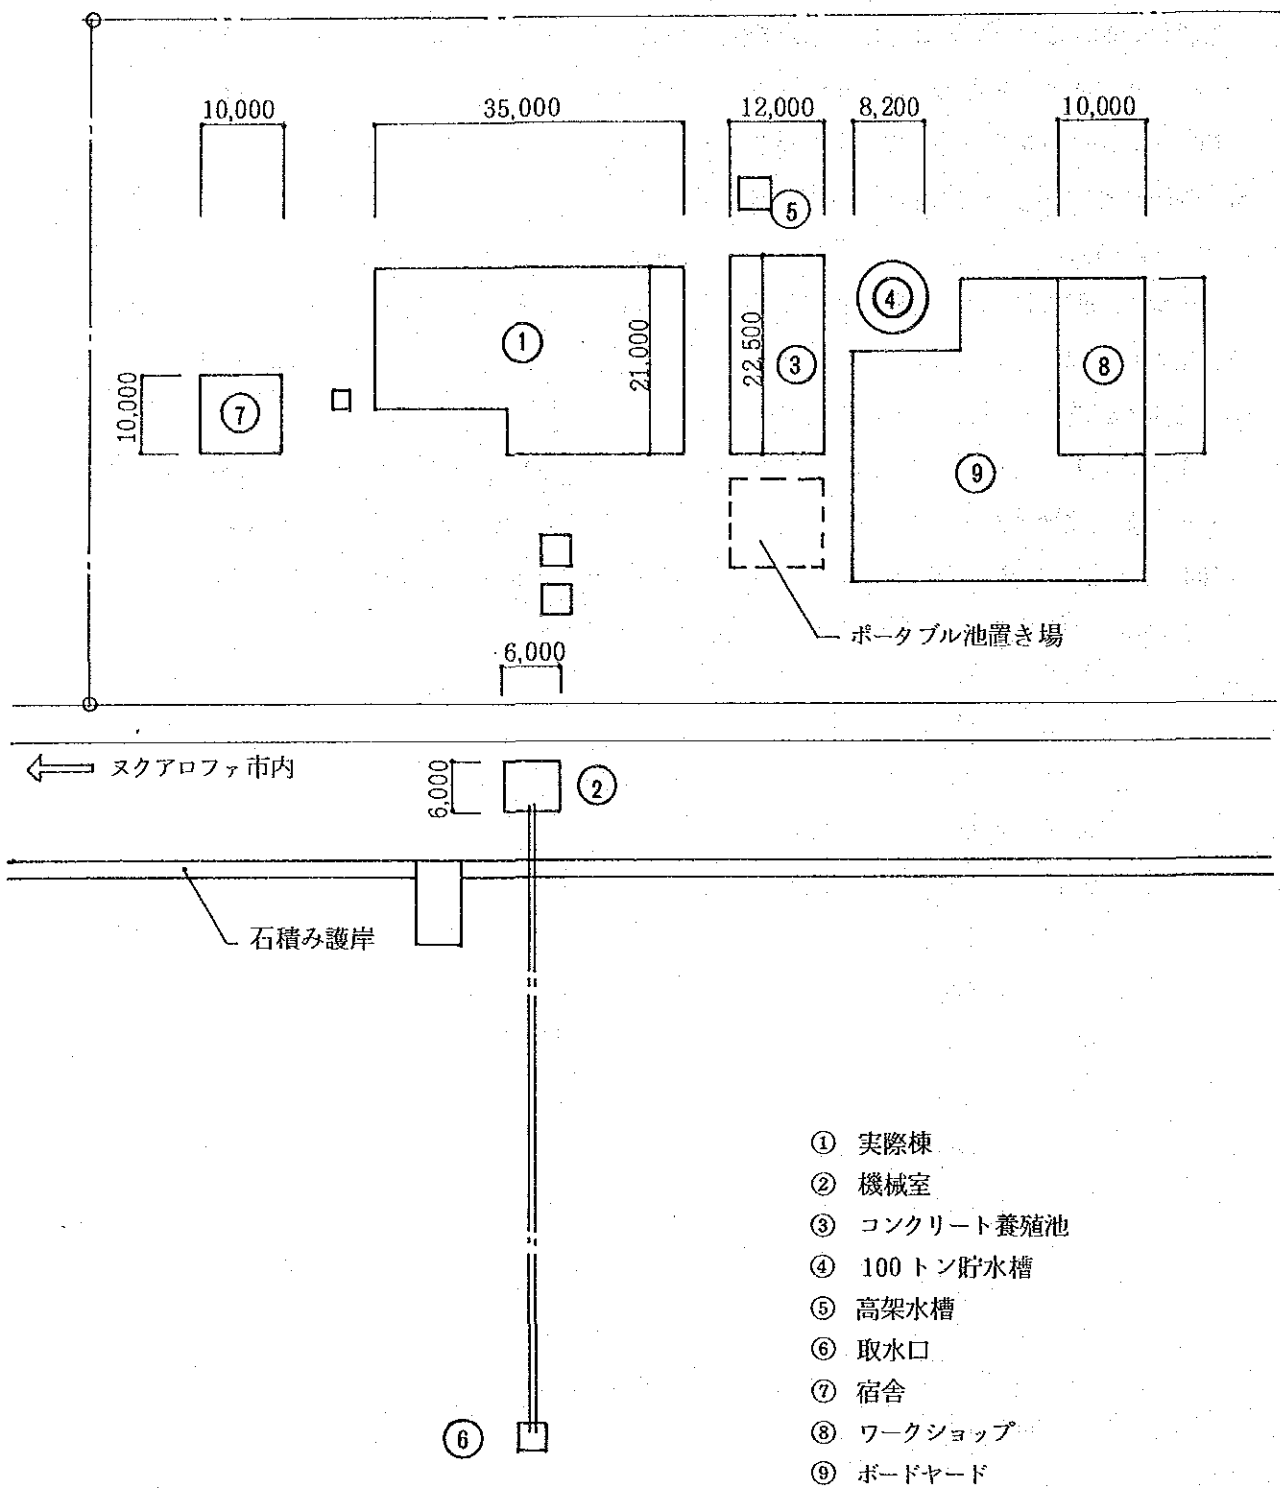 10,000
35,000
12,000
8,200
10,000
⑤
④
①
21,000
22,500
③
⑧
10,000
⑦
⑨
ポータブル池置き場
6,000
ヌクアロファ市内
6,000
②
石積み護岸
① 実際棟
② 機械室
③ コンクリート養殖池
④ 100トン貯水槽
⑤ 高架水槽
⑥ 取水口
⑦ 宿舎
⑧ ワークショップ
⑨ ボードヤード
⑥